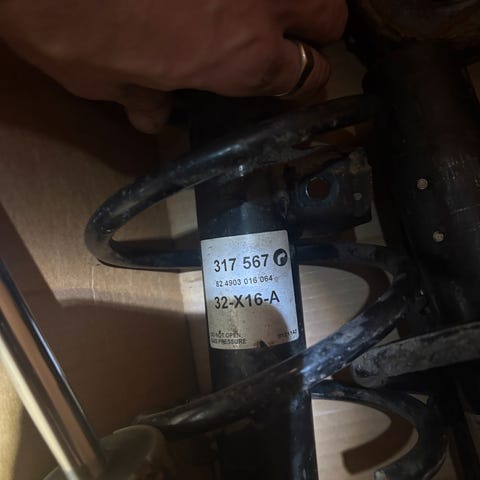 317 567
82 4903 016 064
32-X16-A
DO NOT OPEN
GAS PRESSURE